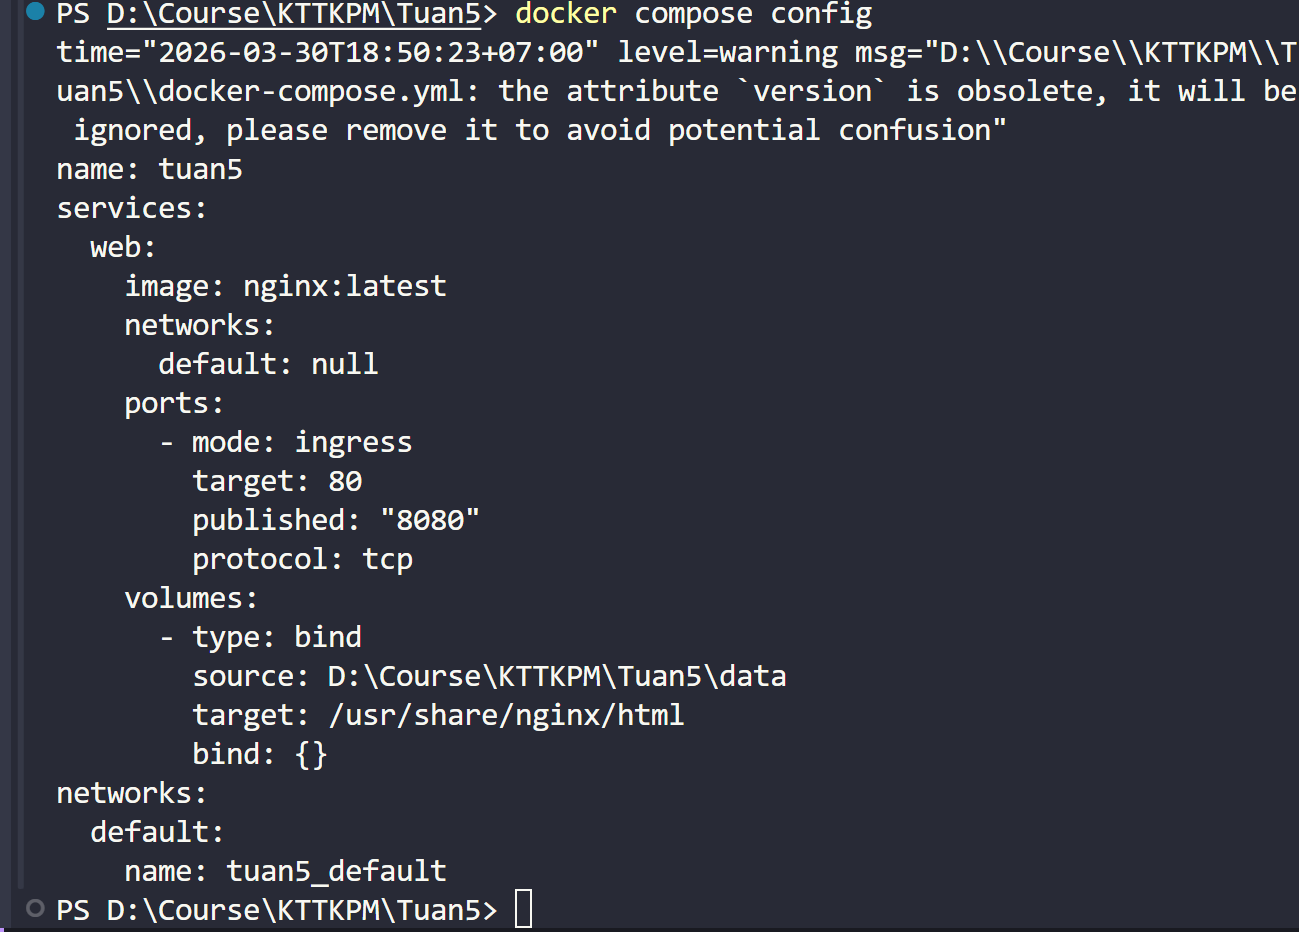 PS D:\Course\KTTKPM\Tuan5> docker compose config
time="2026-03-30T18:50:23+07:00" level=warning msg="D:\\Course\\KTTKPM\\T
uan5\\docker-compose.yml: the attribute `version` is obsolete, it will be
 ignored, please remove it to avoid potential confusion"
name: tuan5
services:
  web:
    image: nginx:latest
    networks:
      default: null
    ports:
      - mode: ingress
        target: 80
        published: "8080"
        protocol: tcp
    volumes:
      - type: bind
        source: D:\Course\KTTKPM\Tuan5\data
        target: /usr/share/nginx/html
        bind: {}
networks:
  default:
    name: tuan5_default
PS D:\Course\KTTKPM\Tuan5>